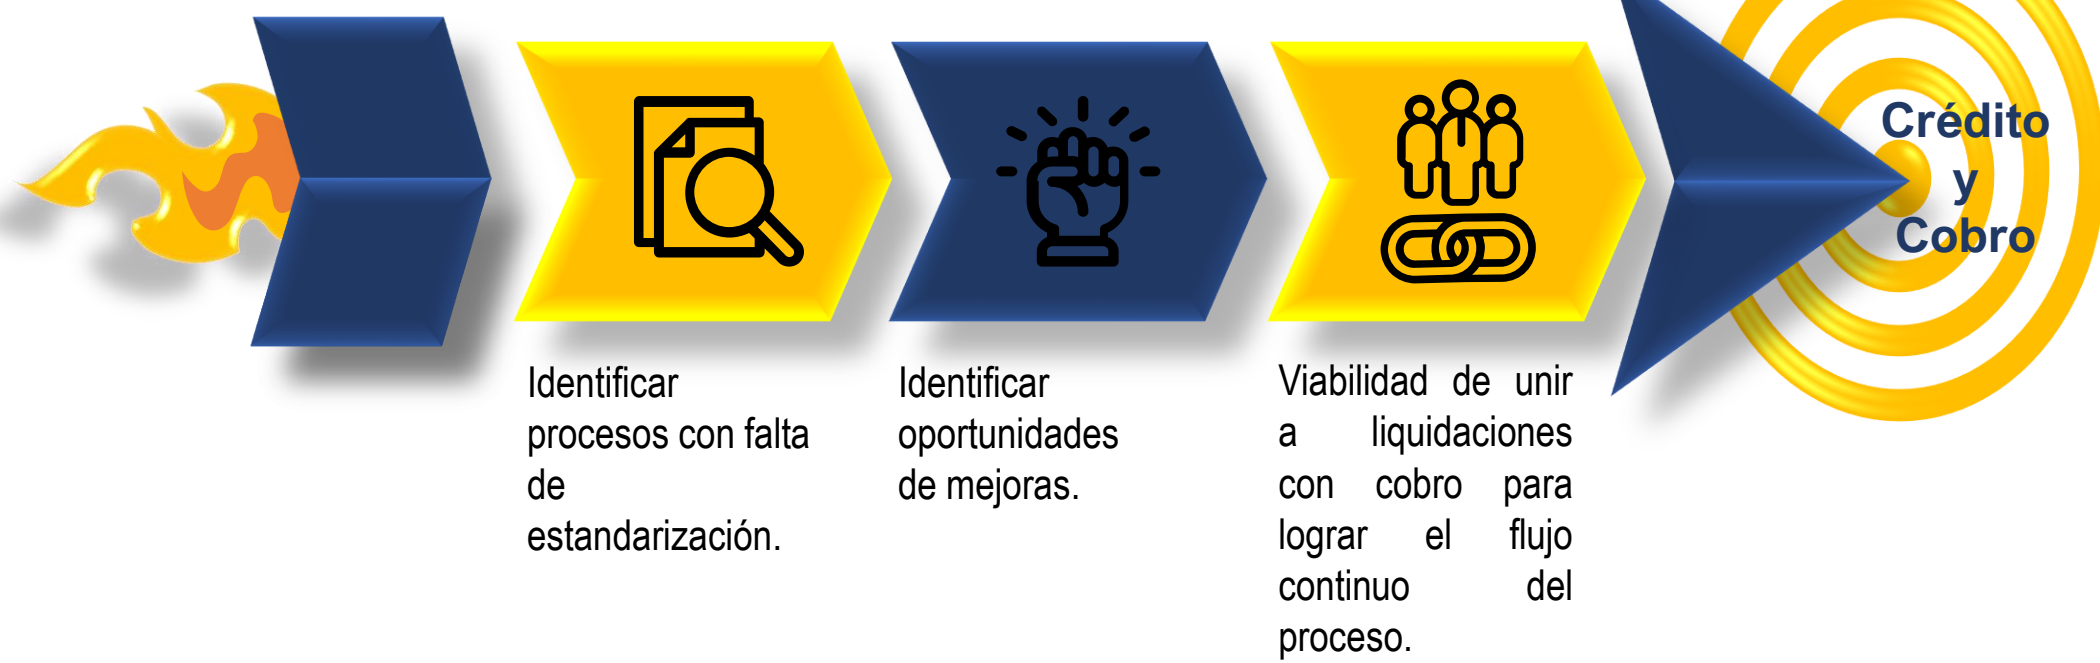 Identificar
procesos con falta
de
estandarización.
Identificar
oportunidades
de mejoras.
Viabilidad de unir
a liquidaciones
con cobro para
lograr el flujo
continuo del
proceso.
Crédito
y
Cobro